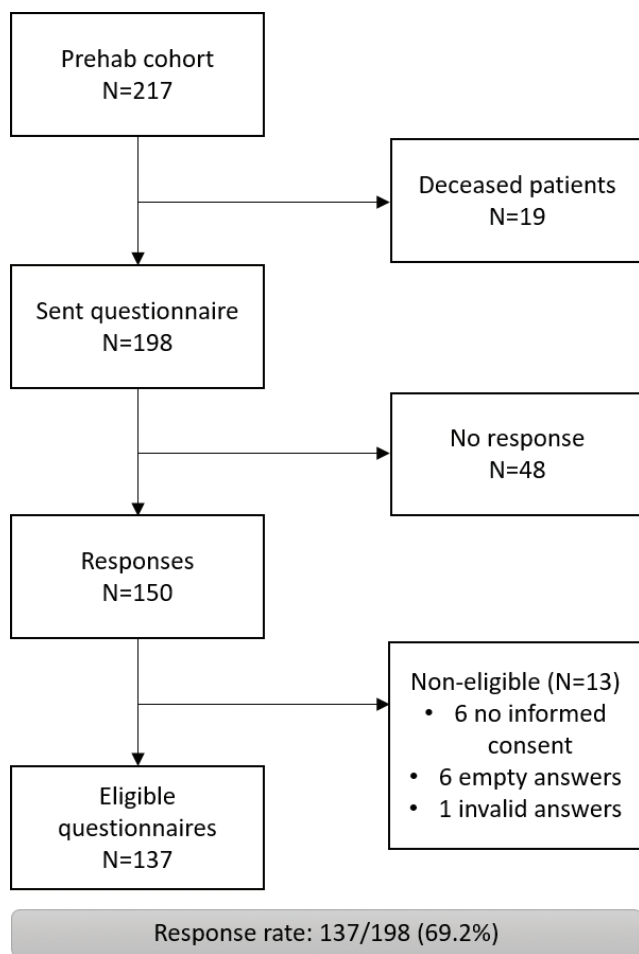 Prehab cohort
N=217
Deceased patients
N=19
Sent questionnaire
N=198
No response
N=48
Responses
N=150
Non-eligible (N=13)
• 6 no informed
consent
• 6 empty answers
• 1 invalid answers
Eligible
questionnaires
N=137
Response rate: 137/198 (69.2%)